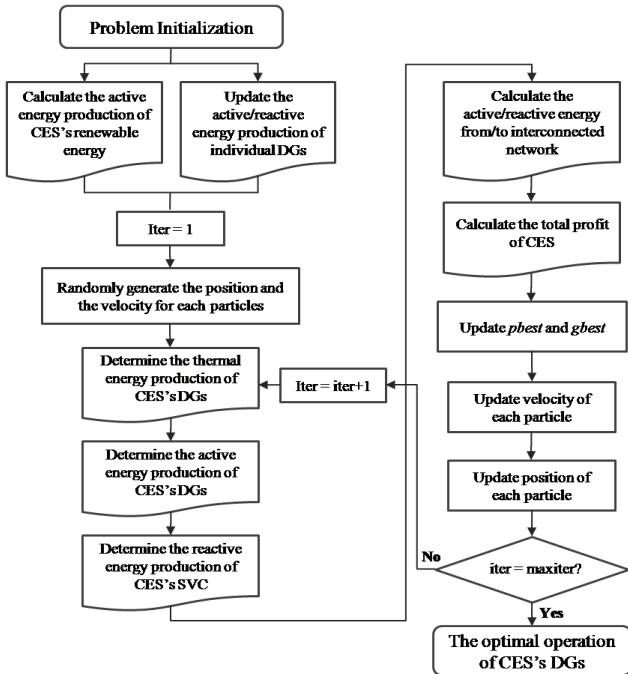 Problem Initialization
Calculate the active
energy production of
CES's renewable
energy
Update the
active/reactive
energy production of
individual DGs
Iter = 1
Randomly generate the position and
the velocity for each particles
Determine the thermal
energy production of
CES's DGs
Iter = iter+1
Determine the active
energy production of
CES's DGs
Determine the reactive
energy production of
CES's SVC
Calculate the
active/reactive energy
from/to interconnected
network
Calculate the total profit
of CES
Update pbest and gbest
Update velocity of
each particle
Update position of
each particle
No
iter = maxiter?
Yes
The optimal operation
of CES's DGs